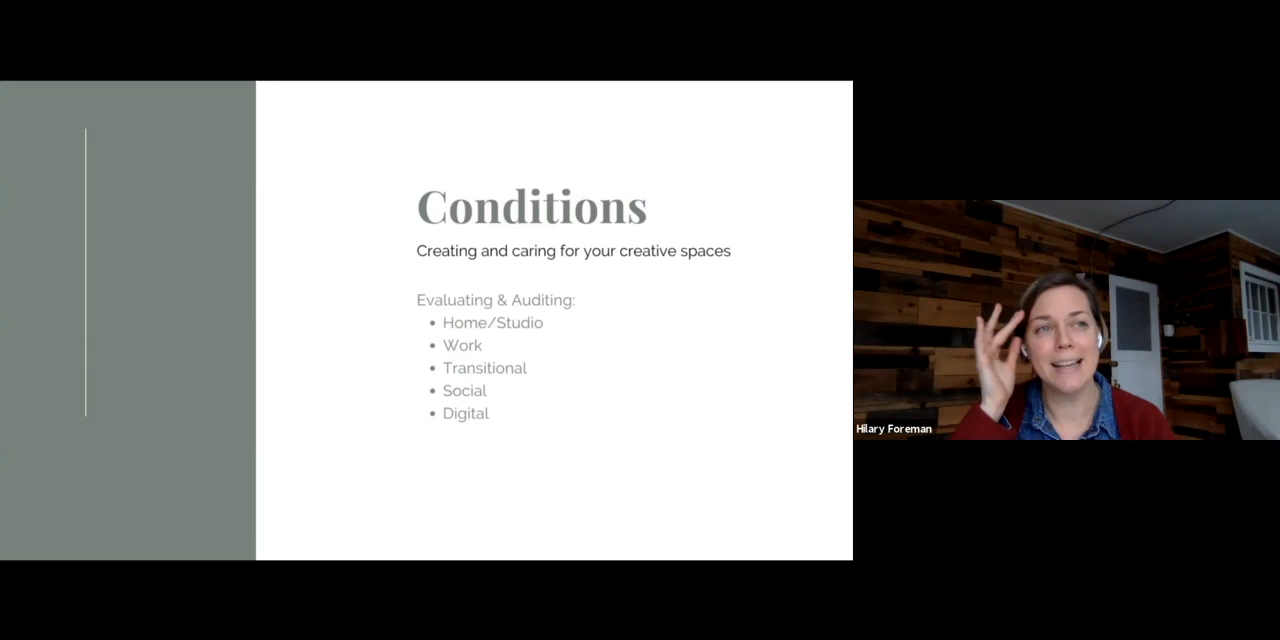 Conditions
Creating and caring for your creative spaces
Evaluating & Auditing:
• Home/Studio
• Work
• Transitional
• Social
• Digital
Hilary Foreman